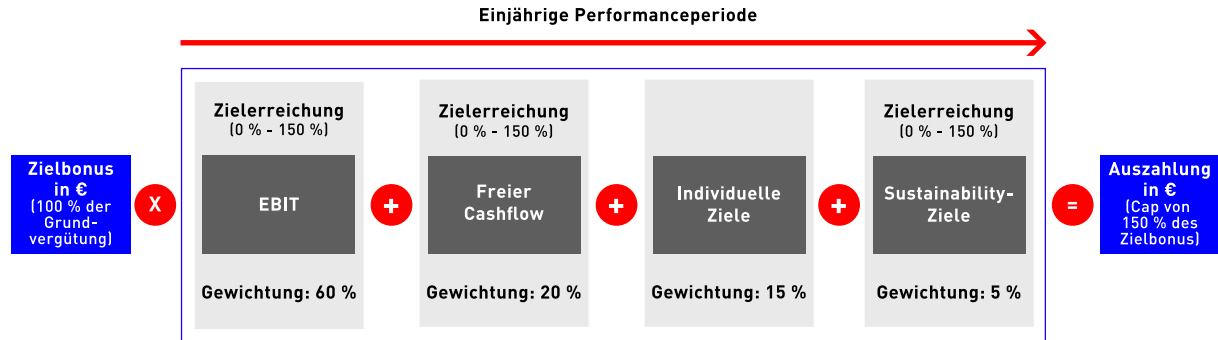 Einjährige Performanceperiode
Zielbonus
in €
(100 % der
Grund-
vergütung)
X
Zielerreichung
(0 % - 150 %)
EBIT
Gewichtung: 60 %
+
Zielerreichung
(0 % - 150 %)
Freier
Cashflow
Gewichtung: 20 %
+
Individuelle
Ziele
Gewichtung: 15 %
+
Zielerreichung
(0 % - 150 %)
Sustainability-
Ziele
Gewichtung: 5 %
=
Auszahlung
in €
(Cap von
150 % des
Zielbonus)